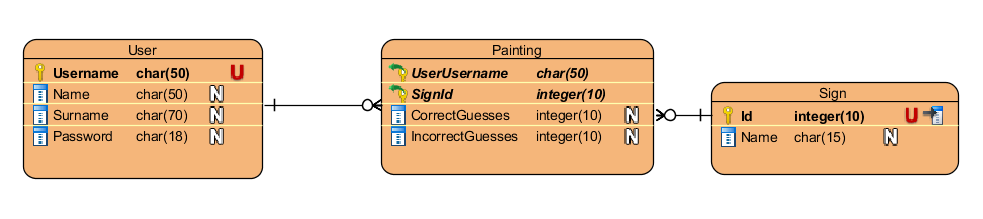 User
Username char(50) U
Name char(50) N
Surname char(70) N
Password char(18) N
Painting
UserUsername char(50)
SignId integer(10)
CorrectGuesses integer(10) N
IncorrectGuesses integer(10) N
Sign
Id integer(10) U
Name char(15) N